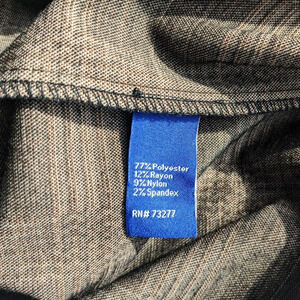 77% Polyester
12% Rayon
9% Nylon
2% Spandex
RN# 73277